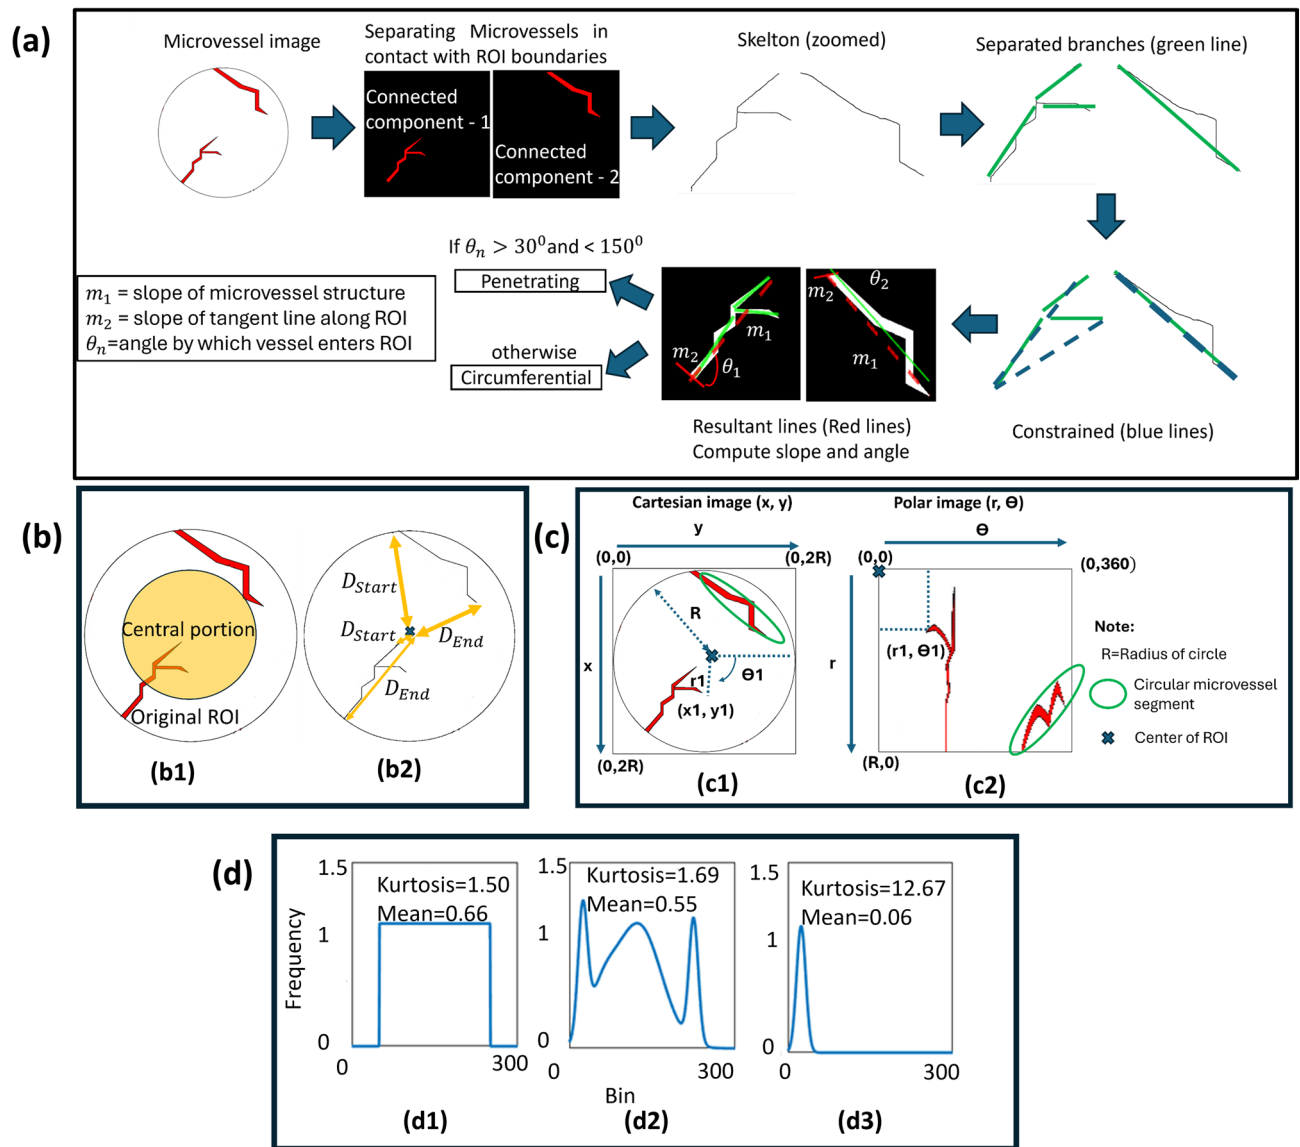 (a)
Microvessel image
Separating Microvessels in
contact with ROI boundaries
Connected
component - 1
Connected
component - 2
Skelton (zoomed)
Separated branches (green line)
If θₙ > 30⁰ and < 150⁰
Penetrating
otherwise
Circumferential
m₁ = slope of microvessel structure
m₂ = slope of tangent line along ROI
θₙ=angle by which vessel enters ROI
m₂
m₁
θ₁
m₂
θ₂
m₁
Resultant lines (Red lines)
Compute slope and angle
Constrained (blue lines)
(b)
Central portion
Original ROI
(b1)
D_Start
D_Start
D_End
D_End
(b2)
(c)
Cartesian image (x, y)
y
(0,0)
(0,2R)
x
R
r1
Θ1
(x1, y1)
(0,2R)
(c1)
Polar image (r, Θ)
Θ
(0,0)
(0,360)
r
(r1, Θ1)
(R,0)
(c2)
Note:
R=Radius of circle
Circular microvessel
segment
Center of ROI
(d)
Frequency
1.5
1
0
0
300
Kurtosis=1.50
Mean=0.66
(d1)
1.5
1
0
0
300
Kurtosis=1.69
Mean=0.55
Bin
(d2)
1.5
1
0
0
300
Kurtosis=12.67
Mean=0.06
(d3)